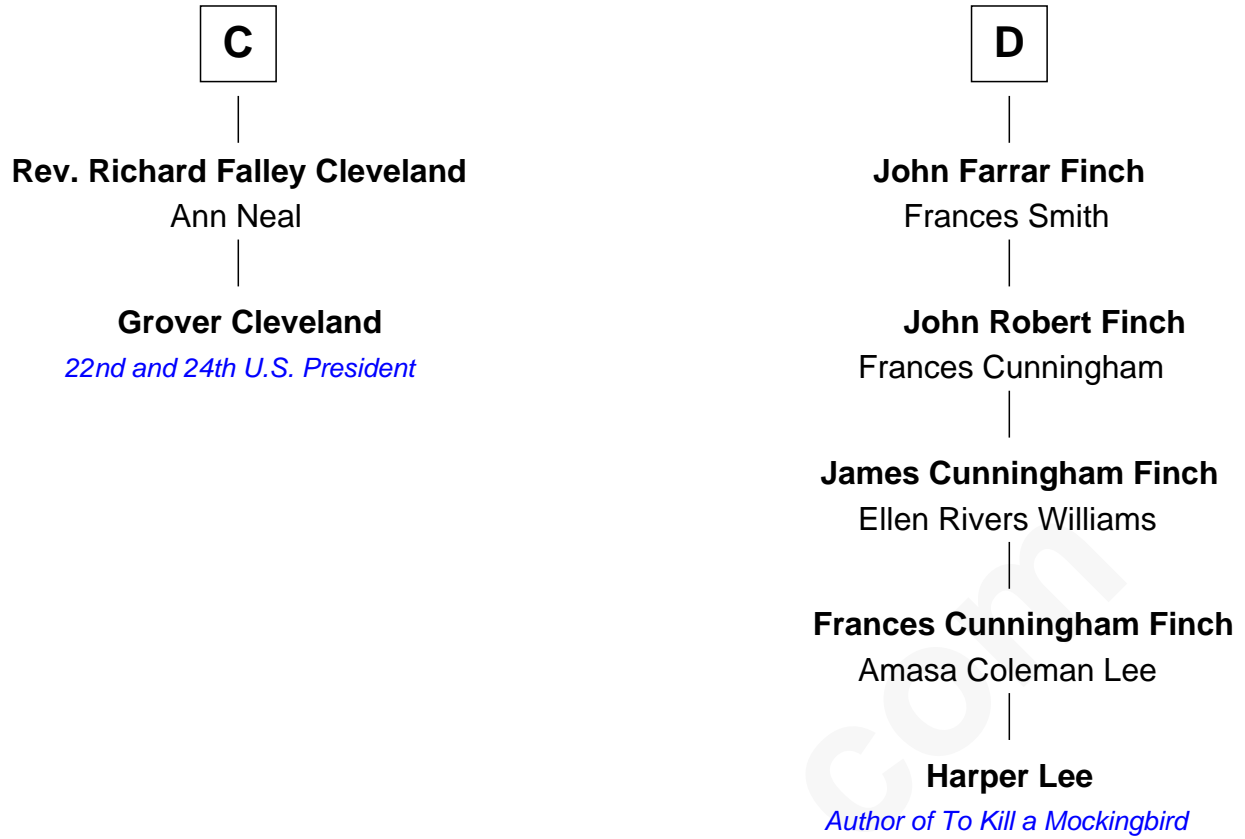 C
Rev. Richard Falley Cleveland
Ann Neal
Grover Cleveland
22nd and 24th U.S. President
D
John Farrar Finch
Frances Smith
John Robert Finch
Frances Cunningham
James Cunningham Finch
Ellen Rivers Williams
Frances Cunningham Finch
Amasa Coleman Lee
Harper Lee
Author of To Kill a Mockingbird
com